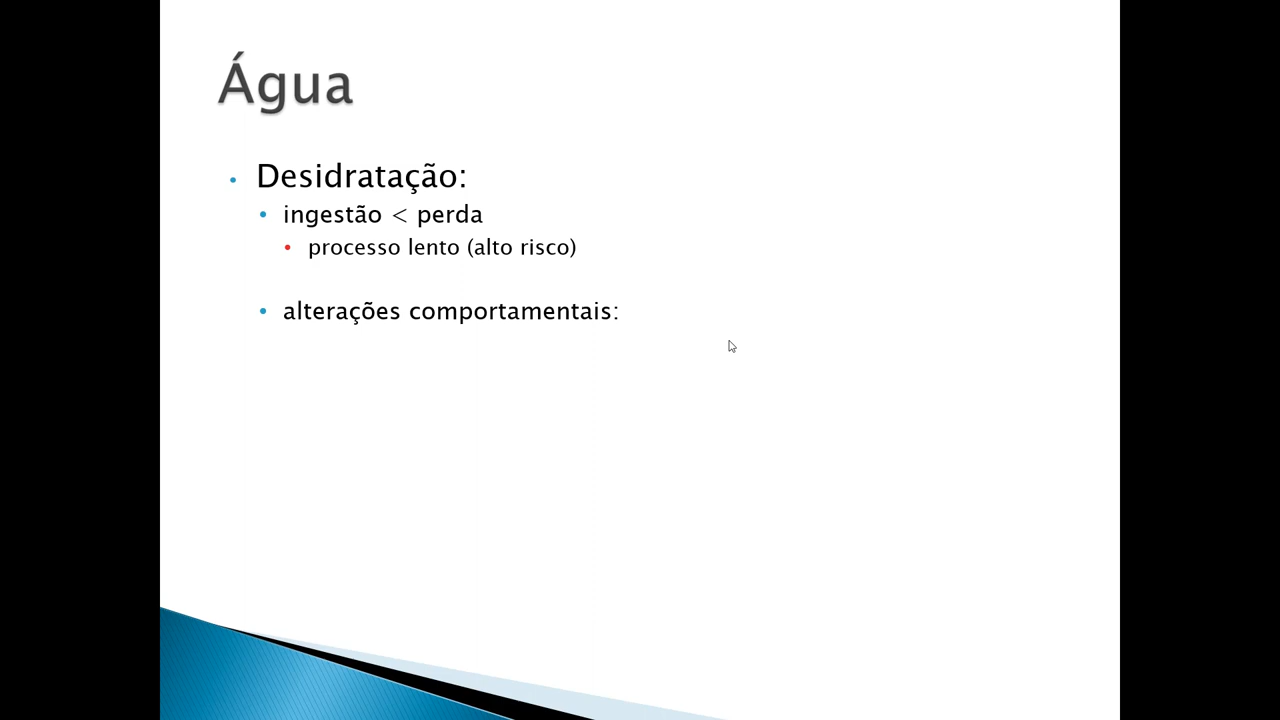 Água
• Desidratação:
• ingestão < perda
• processo lento (alto risco)
• alterações comportamentais: